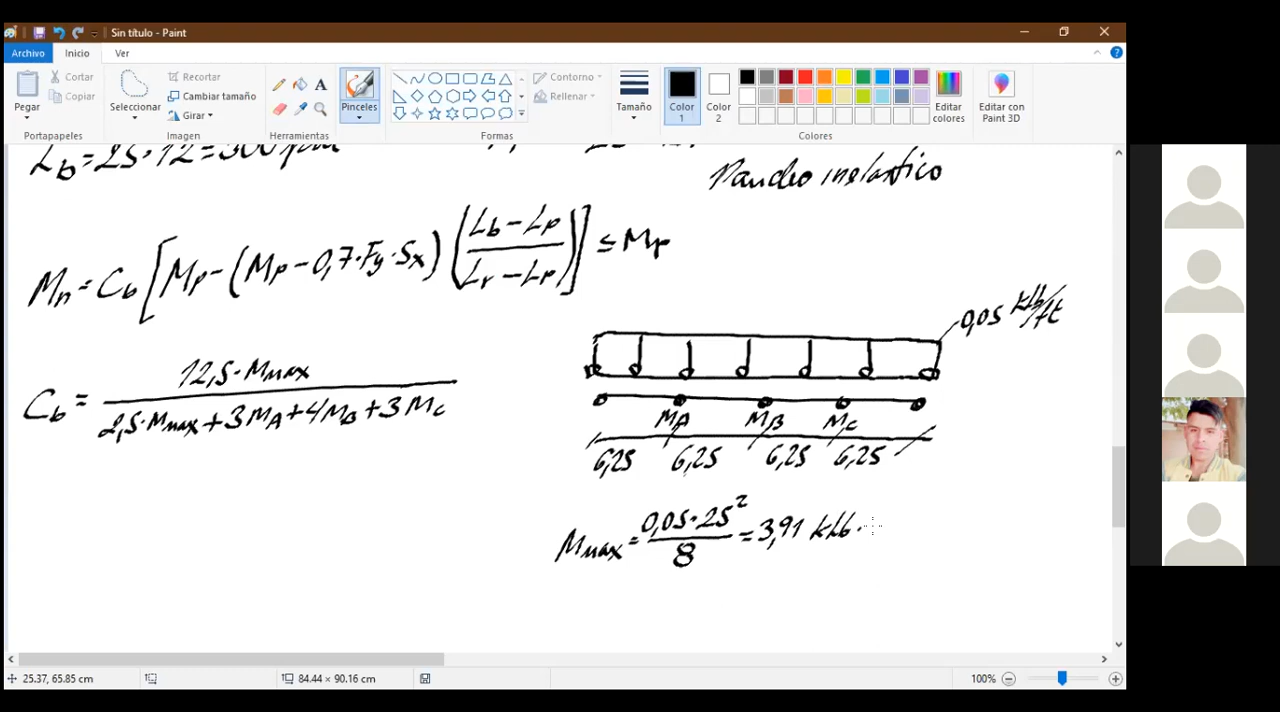 Sin título - Paint
Archivo Inicio Ver
Pegar
Cortar
Copiar
Portapapeles
Seleccionar
Recortar
Cambiar tamaño
Girar
Imagen
A
Herramientas
Pinceles
Contorno
Rellenar
Formas
Tamaño
Color 1
Color 2
Editar colores
Colores
Editar con Paint 3D
Lb=25·12=300
Pandeo inelastico
Mn=Cb[Mp-(Mp-0,7·Fy·Sx)(Lb-Lp/Lr-Lp)]≤Mp
0,05 klb/ft
Cb=12,5·Mmax/2,5·Mmax+3MA+4MB+3Mc
MA MB Mc
6,25 6,25 6,25 6,25
Mmax=0,05·25²/8=3,91 klb·
25.37, 65.85 cm
84.44 × 90.16 cm
100%